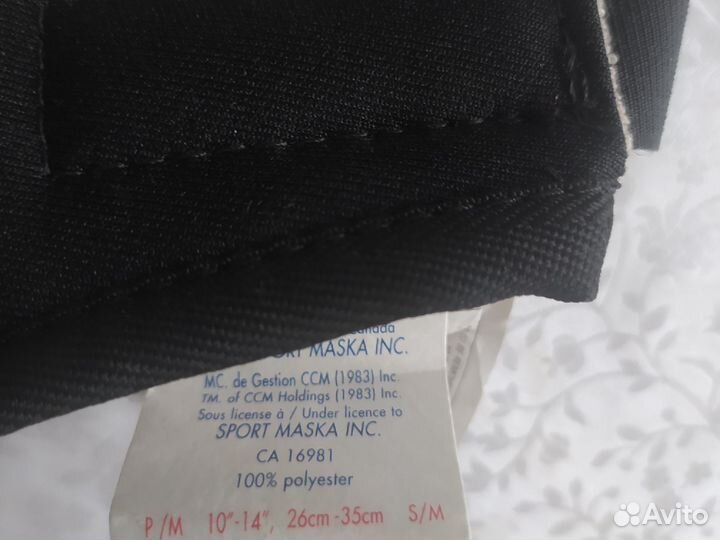 SPORT MASKA INC.
MC. de Gestion CCM (1983) Inc.
TM. of CCM Holdings (1983) Inc.
Sous license à / Under licence to
SPORT MASKA INC.
CA 16981
100% polyester
P/M 10"-14", 26cm-35cm S/M
Avito